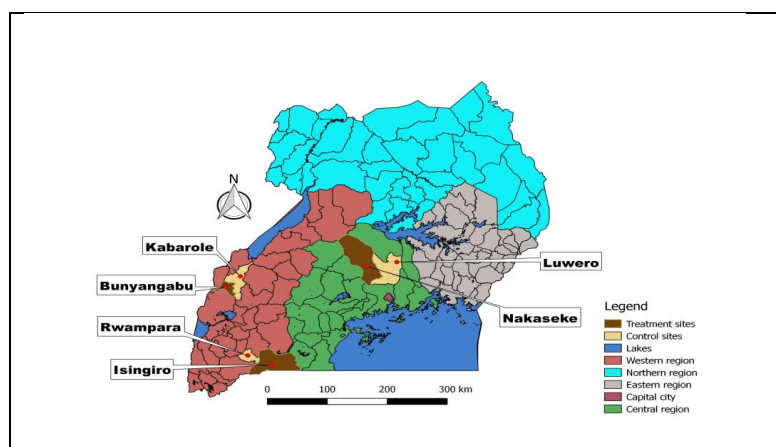 N
Kabarole
Luwero
Bunyangabu
Nakaseke
Rwampara
Isingiro
Legend
Treatment sites
Control sites
Lakes
Western region
Northern region
Eastern region
Capital city
Central region
0 100 200 300 km